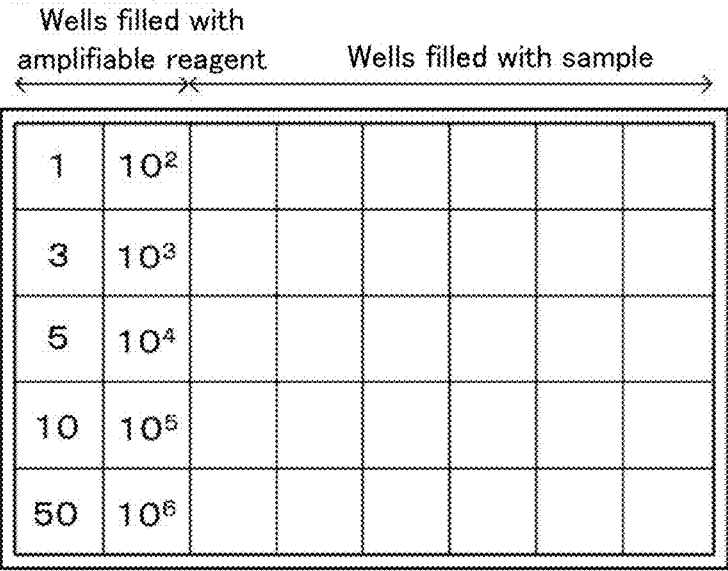 Wells filled with
amplifiable reagent
Wells filled with sample
1 10²
3 10³
5 10⁴
10 10⁵
50 10⁶